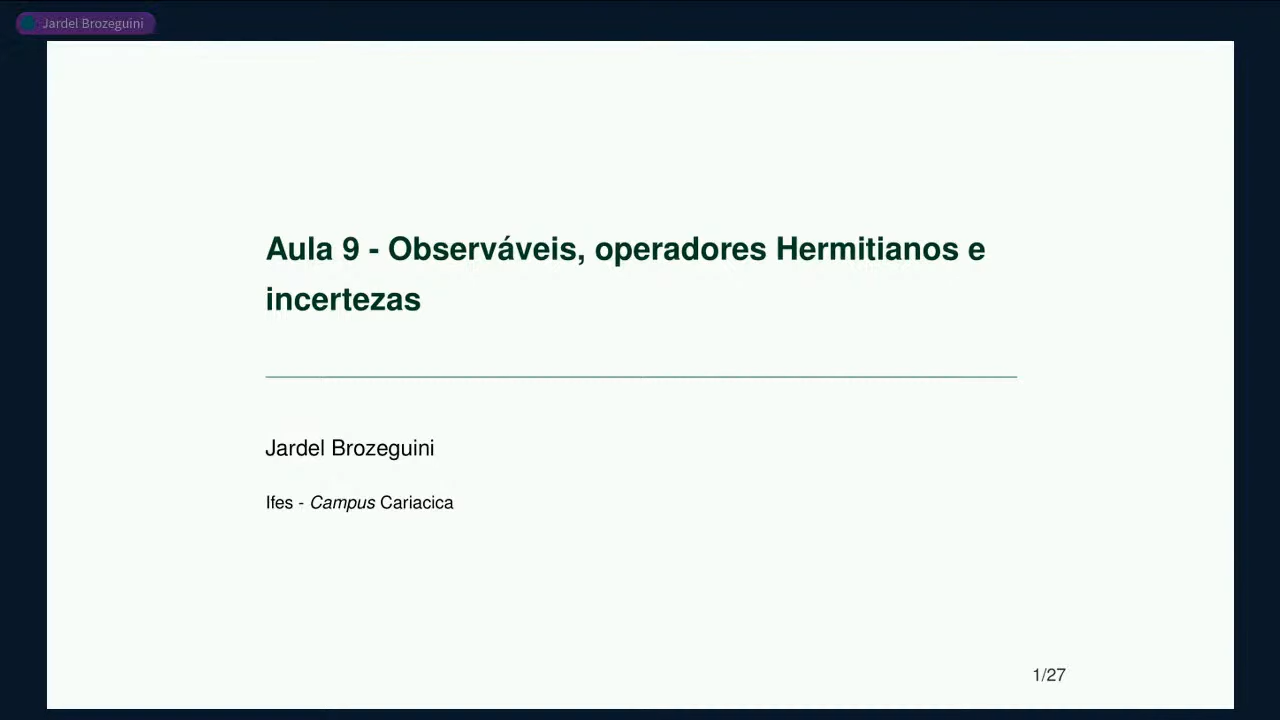 Jardel Brozeguini
Aula 9 - Observáveis, operadores Hermitianos e
incertezas
Jardel Brozeguini
Ifes - Campus Cariacica
1/27